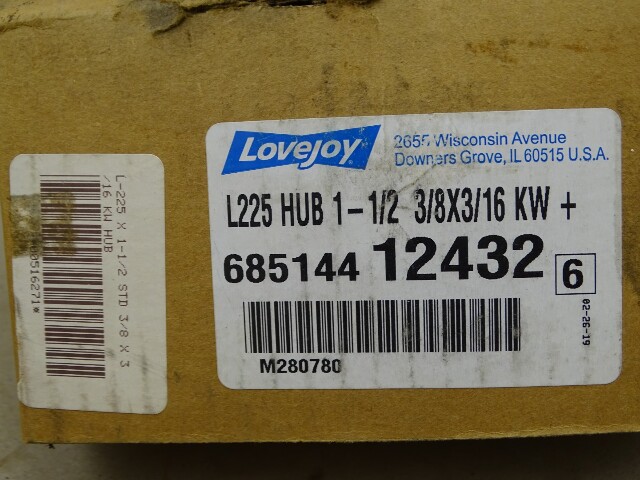 Lovejoy
2655 Wisconsin Avenue
Downers Grove, IL 60515 U.S.A.
L225 HUB 1-1/2 3/8X3/16 KW +
685144 12432 6
02-26-19
M280780
L-225 X 1-1/2 STD 3/8 X 3
/16 KW HUB